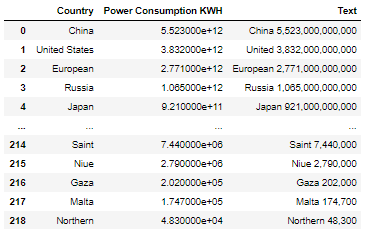 Country Power Consumption KWH Text
0 China 5.523000e+12 China 5,523,000,000,000
1 United States 3.832000e+12 United 3,832,000,000,000
2 European 2.771000e+12 European 2,771,000,000,000
3 Russia 1.065000e+12 Russia 1,065,000,000,000
4 Japan 9.210000e+11 Japan 921,000,000,000
... ... ... ...
214 Saint 7.440000e+06 Saint 7,440,000
215 Niue 2.790000e+06 Niue 2,790,000
216 Gaza 2.020000e+05 Gaza 202,000
217 Malta 1.747000e+05 Malta 174,700
218 Northern 4.830000e+04 Northern 48,300